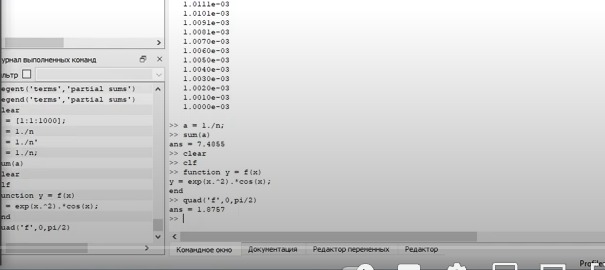 1.0111e-03
1.0101e-03
1.0091e-03
1.0081e-03
1.0070e-03
1.0060e-03
1.0050e-03
1.0040e-03
1.0030e-03
1.0020e-03
1.0010e-03
1.0000e-03
>> a = 1./n;
>> sum(a)
ans = 7.4855
>> clear
>> clf
>> function y = f(x)
y = exp(x.^2).*cos(x);
end
>> quad('f',0,pi/2)
ans = 1.8757
>>
урнал выполненных команд
льтр
egent('terms','partial sums')
egend('terms','partial sums')
lear
= [1:1:1000];
= 1./n
= 1./n'
= 1./n;
um(a)
lear
lf
unction y = f(x)
= exp(x.^2).*cos(x);
nd
uad('f',0,pi/2)
Командное окно
Документация
Редактор переменных
Редактор
Profile